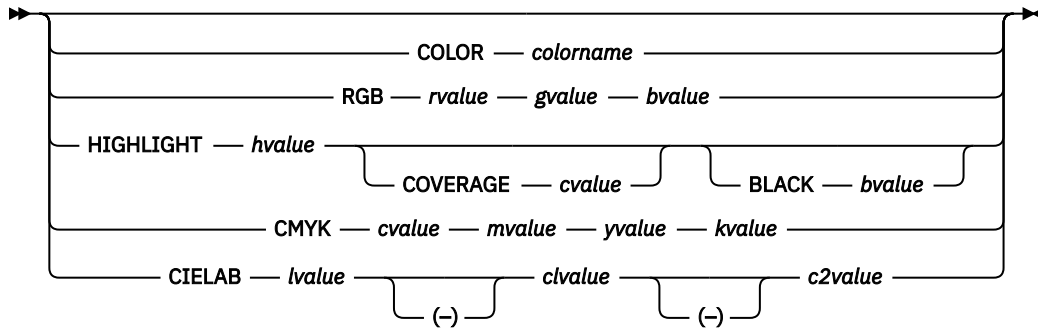 COLOR colorname
RGB rvalue gvalue bvalue
HIGHLIGHT hvalue
COVERAGE cvalue BLACK bvalue
CMYK cvalue mvalue yvalue kvalue
CIELAB lvalue clvalue c2value
(–) (–)